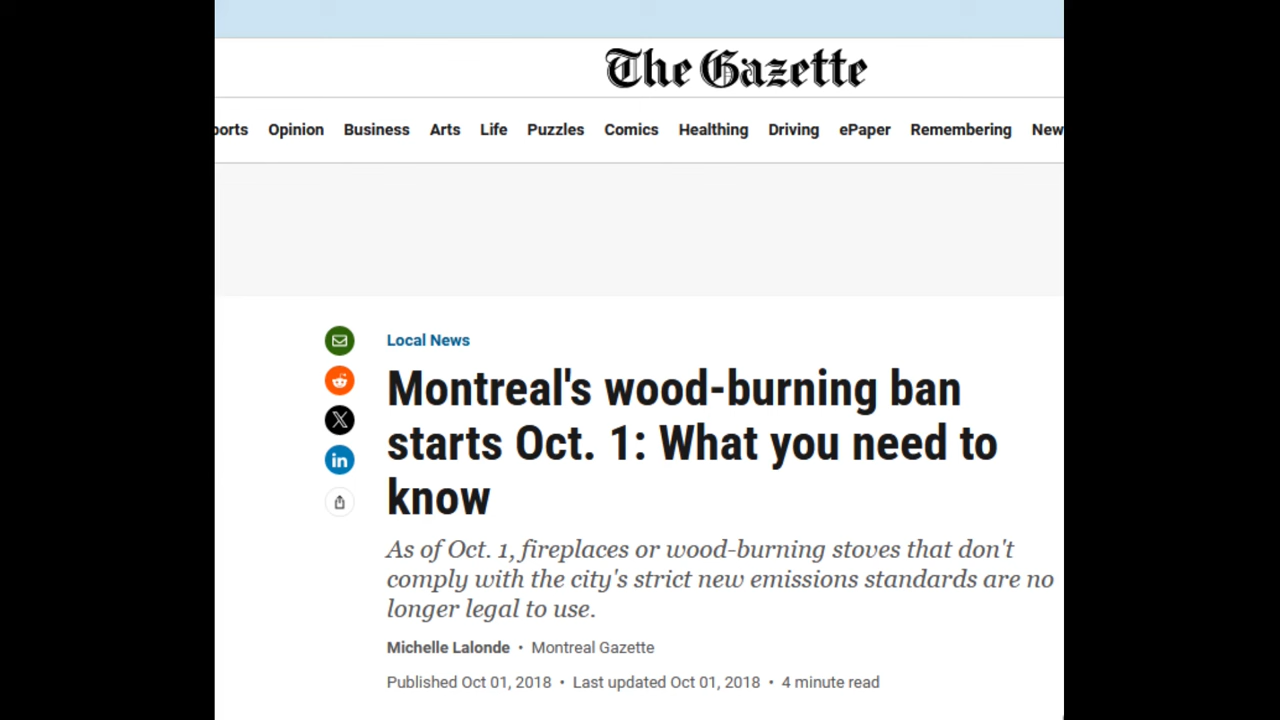 The Gazette
ports Opinion Business Arts Life Puzzles Comics Healthing Driving ePaper Remembering New
Local News
Montreal's wood-burning ban
starts Oct. 1: What you need to
know
As of Oct. 1, fireplaces or wood-burning stoves that don't
comply with the city's strict new emissions standards are no
longer legal to use.
Michelle Lalonde • Montreal Gazette
Published Oct 01, 2018 • Last updated Oct 01, 2018 • 4 minute read